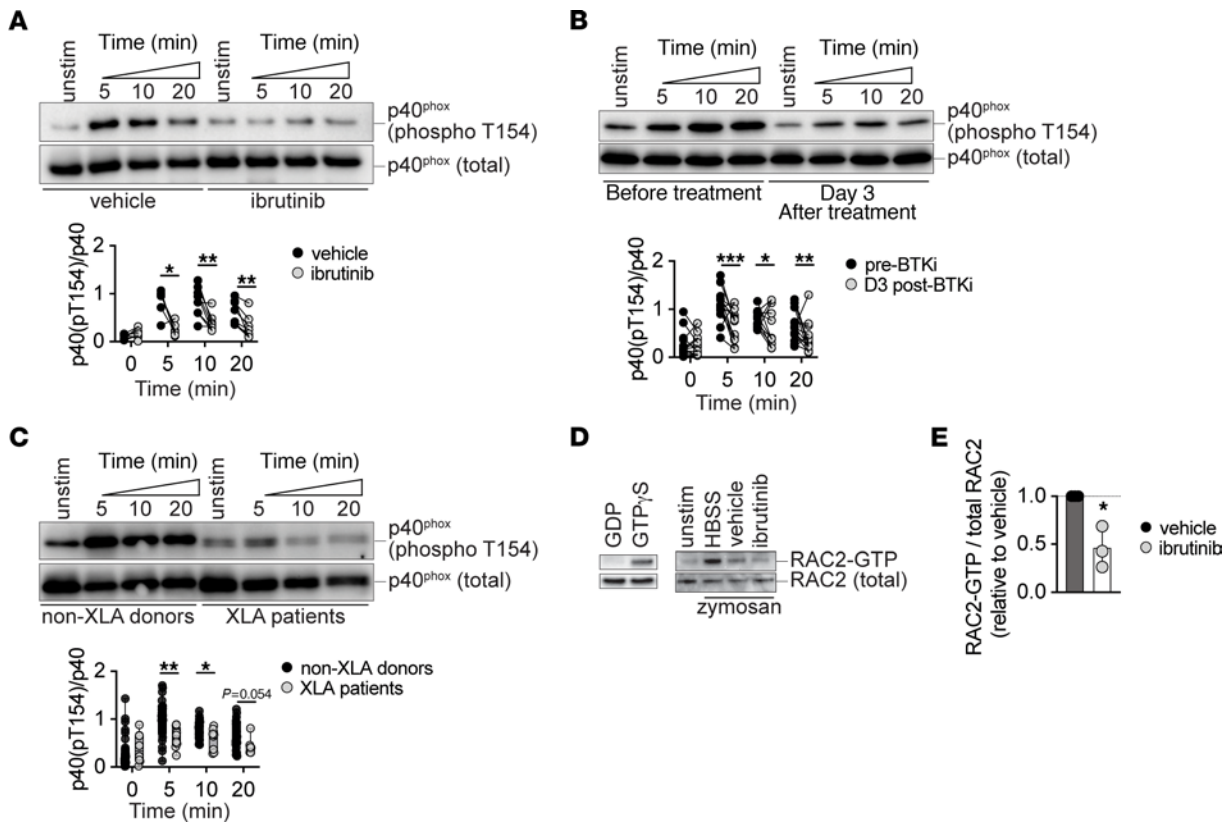 A
Time (min)
unstim
5 10 20
unstim
5 10 20
p40phox
(phospho T154)
p40phox (total)
vehicle ibrutinib
p40(pT154)/p40
2
1
0
* ** **
vehicle
ibrutinib
0 5 10 20
Time (min)
B
Time (min)
unstim
5 10 20
unstim
5 10 20
p40phox
(phospho T154)
p40phox (total)
Before treatment Day 3
After treatment
p40(pT154)/p40
2
1
0
*** * **
pre-BTKi
D3 post-BTKi
0 5 10 20
Time (min)
C
Time (min)
unstim
5 10 20
unstim
5 10 20
p40phox
(phospho T154)
p40phox (total)
non-XLA donors XLA patients
p40(pT154)/p40
2
1
0
** *
P=0.054
non-XLA donors
XLA patients
0 5 10 20
Time (min)
D
GDP
GTPγS
unstim
HBSS
vehicle
ibrutinib
RAC2-GTP
RAC2 (total)
zymosan
E
RAC2-GTP / total RAC2
(relative to vehicle)
1.0
0.5
0.0
*
vehicle
ibrutinib